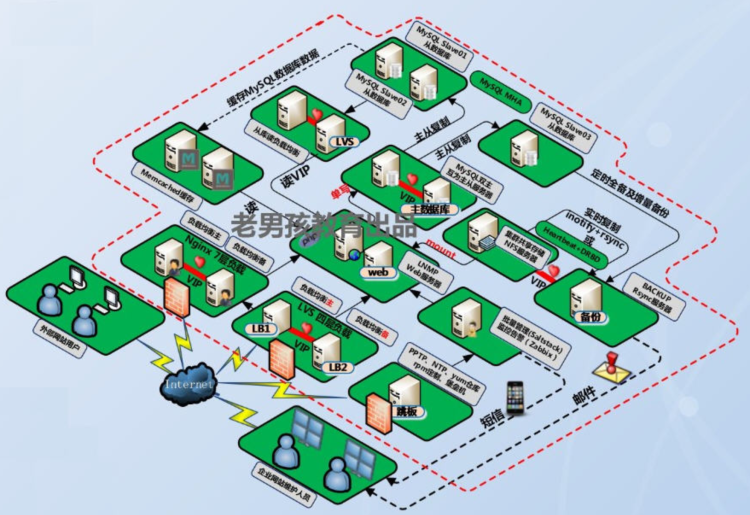 MySQL Slave01
从数据库
缓存MySQL数据库数据
MySQL Slave02
从数据库
MySQL MHA
MySQL Slave03
从数据库
从库读负载均衡
LVS
主从复制
主从复制
读VIP
M
M
Memcached缓存
MySQL双主
互为主从服务器
VIP
主数据库
单写
定时全备及增量备份
实时复制
inotify+rsync
或
Heartbeat+DRBD
读
老男孩教育出品
负载均衡主
负载均衡备
Nginx 7层负载
VIP
php
web
mount
集群共享存储
NFS服务器
VIP
LNMP
Web服务器
BACKUP
Rsync服务器
备份
负载均衡主
负载均衡备
LVS 四层负载
LB1
VIP
LB2
批量管理(Saltstack)
监控告警(Zabbix)
外部网站用户
Internet
PPTP、NTP、yum仓库
rpm定制、堡垒机
跳板
短信
邮件
企业网站维护人员